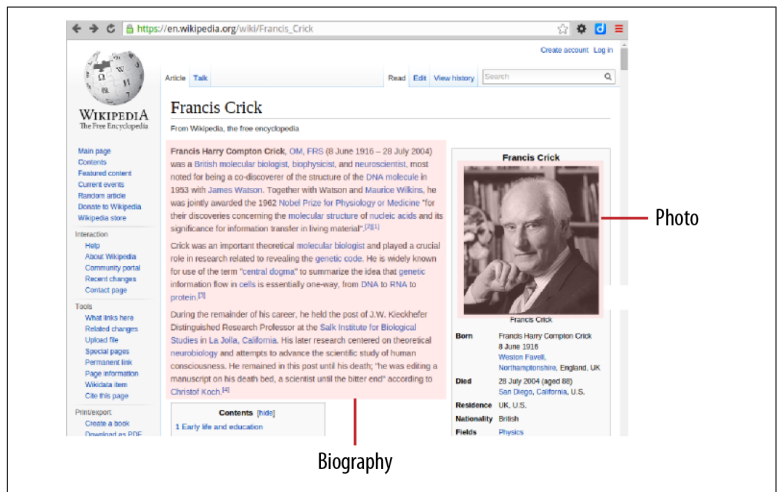 https://en.wikipedia.org/wiki/Francis_Crick
Create account Log in
WIKIPEDIA
The Free Encyclopedia
Article Talk
Read Edit View history Search
Francis Crick
From Wikipedia, the free encyclopedia
Main page
Contents
Featured content
Current events
Random article
Donate to Wikipedia
Wikipedia store
Interaction
Help
About Wikipedia
Community portal
Recent changes
Contact page
Tools
What links here
Related changes
Upload file
Special pages
Permanent link
Page information
Wikidata item
Cite this page
Print/export
Create a book
Download as PDF
Francis Harry Compton Crick, OM, FRS (8 June 1916 – 28 July 2004)
was a British molecular biologist, biophysicist, and neuroscientist, most
noted for being a co-discoverer of the structure of the DNA molecule in
1953 with James Watson. Together with Watson and Maurice Wilkins, he
was jointly awarded the 1962 Nobel Prize for Physiology or Medicine "for
their discoveries concerning the molecular structure of nucleic acids and its
significance for information transfer in living material".[2][1]
Crick was an important theoretical molecular biologist and played a crucial
role in research related to revealing the genetic code. He is widely known
for use of the term "central dogma" to summarize the idea that genetic
information flow in cells is essentially one-way, from DNA to RNA to
protein.[3]
During the remainder of his career, he held the post of J.W. Kieckhefer
Distinguished Research Professor at the Salk Institute for Biological
Studies in La Jolla, California. His later research centered on theoretical
neurobiology and attempts to advance the scientific study of human
consciousness. He remained in this post until his death; "he was editing a
manuscript on his death bed, a scientist until the bitter end" according to
Christof Koch.[4]
Contents [hide]
1 Early life and education
Francis Crick
Francis Crick
Born Francis Harry Compton Crick
8 June 1916
Weston Favell,
Northamptonshire, England, UK
Died 28 July 2004 (aged 88)
San Diego, California, U.S.
Residence UK, U.S.
Nationality British
Fields Physics
Photo
Biography